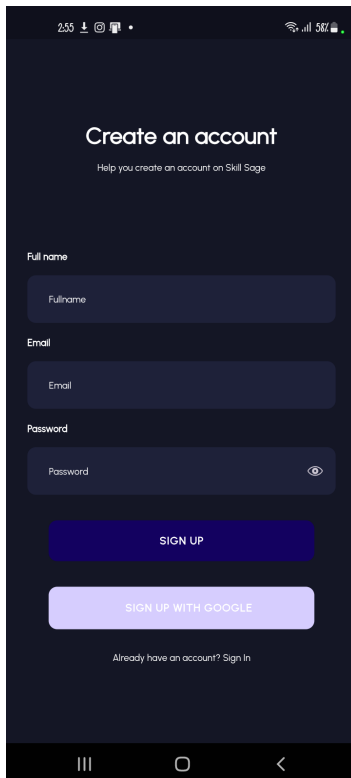 2:55
58%
Create an account
Help you create an account on Skill Sage
Full name
Fullname
Email
Email
Password
Password
SIGN UP
SIGN UP WITH GOOGLE
Already have an account? Sign In